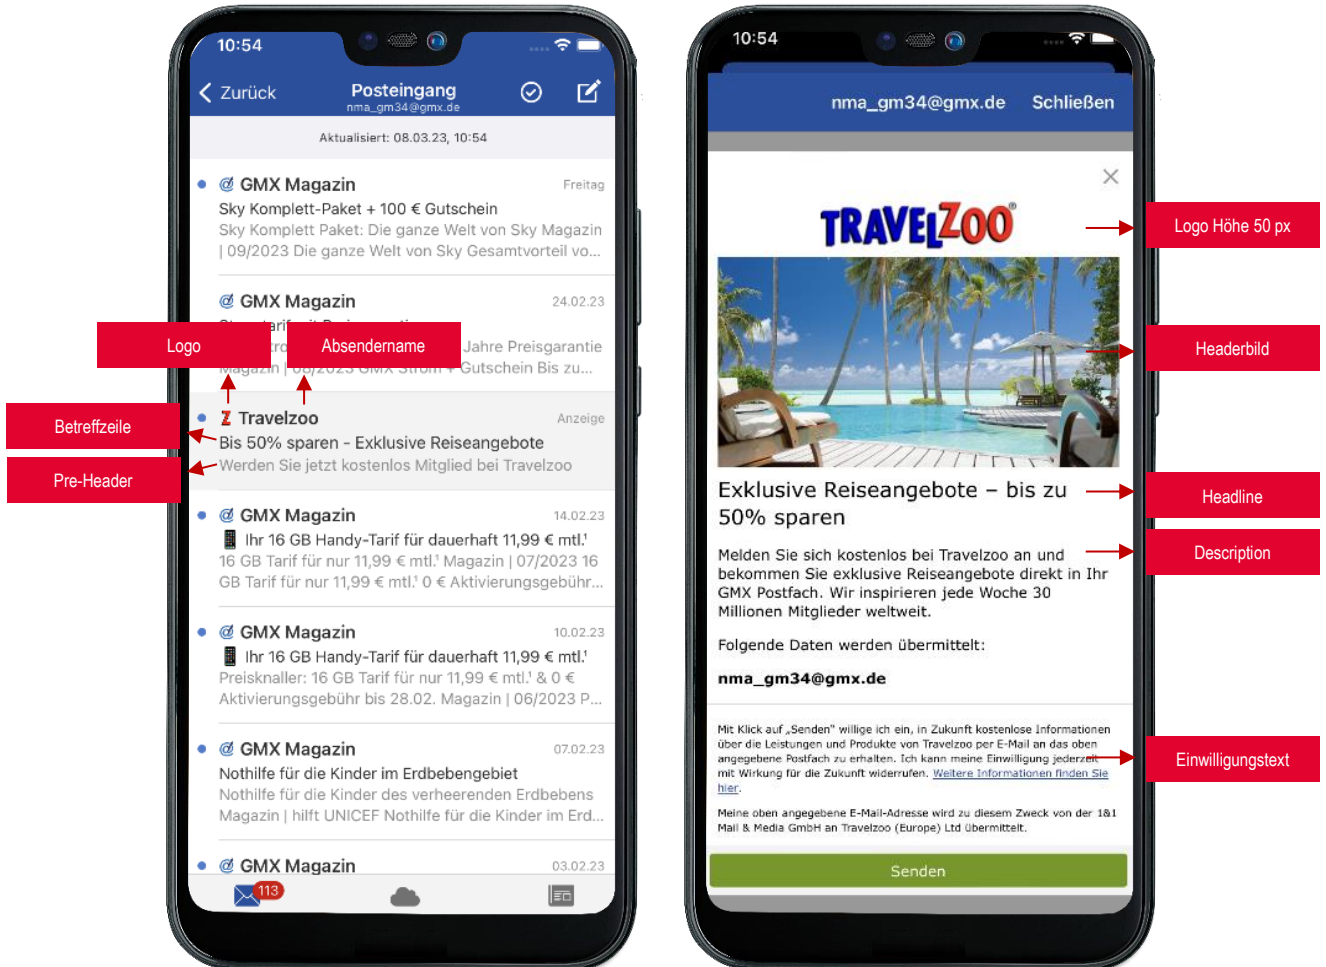 10:54
Zurück
Posteingang
nma_gm34@gmx.de
Aktualisiert: 08.03.23, 10:54
GMX Magazin
Freitag
Sky Komplett-Paket + 100 € Gutschein
Sky Komplett Paket: Die ganze Welt von Sky Magazin
| 09/2023 Die ganze Welt von Sky Gesamtvorteil vo...
GMX Magazin
24.02.23
Jahre Preisgarantie
Magazin | 08/2023 GMX Strom + Gutschein Bis zu...
Logo
Absendername
Z Travelzoo
Anzeige
Bis 50% sparen - Exklusive Reiseangebote
Werden Sie jetzt kostenlos Mitglied bei Travelzoo
Betreffzeile
Pre-Header
GMX Magazin
14.02.23
Ihr 16 GB Handy-Tarif für dauerhaft 11,99 € mtl.¹
16 GB Tarif für nur 11,99 € mtl.¹ Magazin | 07/2023 16
GB Tarif für nur 11,99 € mtl.¹ 0 € Aktivierungsgebühr...
GMX Magazin
10.02.23
Ihr 16 GB Handy-Tarif für dauerhaft 11,99 € mtl.¹
Preisknaller: 16 GB Tarif für nur 11,99 € mtl.¹ & 0 €
Aktivierungsgebühr bis 28.02. Magazin | 06/2023 P...
GMX Magazin
07.02.23
Nothilfe für die Kinder im Erdbebengebiet
Nothilfe für die Kinder des verheerenden Erdbebens
Magazin | hilft UNICEF Nothilfe für die Kinder im Erd...
GMX Magazin
03.02.23
113
10:54
nma_gm34@gmx.de
Schließen
TRAVELZOO®
Logo Höhe 50 px
Headerbild
Exklusive Reiseangebote – bis zu
50% sparen
Headline
Melden Sie sich kostenlos bei Travelzoo an und
bekommen Sie exklusive Reiseangebote direkt in Ihr
GMX Postfach. Wir inspirieren jede Woche 30
Millionen Mitglieder weltweit.
Description
Folgende Daten werden übermittelt:
nma_gm34@gmx.de
Mit Klick auf „Senden" willige ich ein, in Zukunft kostenlose Informationen
über die Leistungen und Produkte von Travelzoo per E-Mail an das oben
angegebene Postfach zu erhalten. Ich kann meine Einwilligung jederzeit
mit Wirkung für die Zukunft widerrufen. Weitere Informationen finden Sie
hier.
Einwilligungstext
Meine oben angegebene E-Mail-Adresse wird zu diesem Zweck von der 1&1
Mail & Media GmbH an Travelzoo (Europe) Ltd übermittelt.
Senden